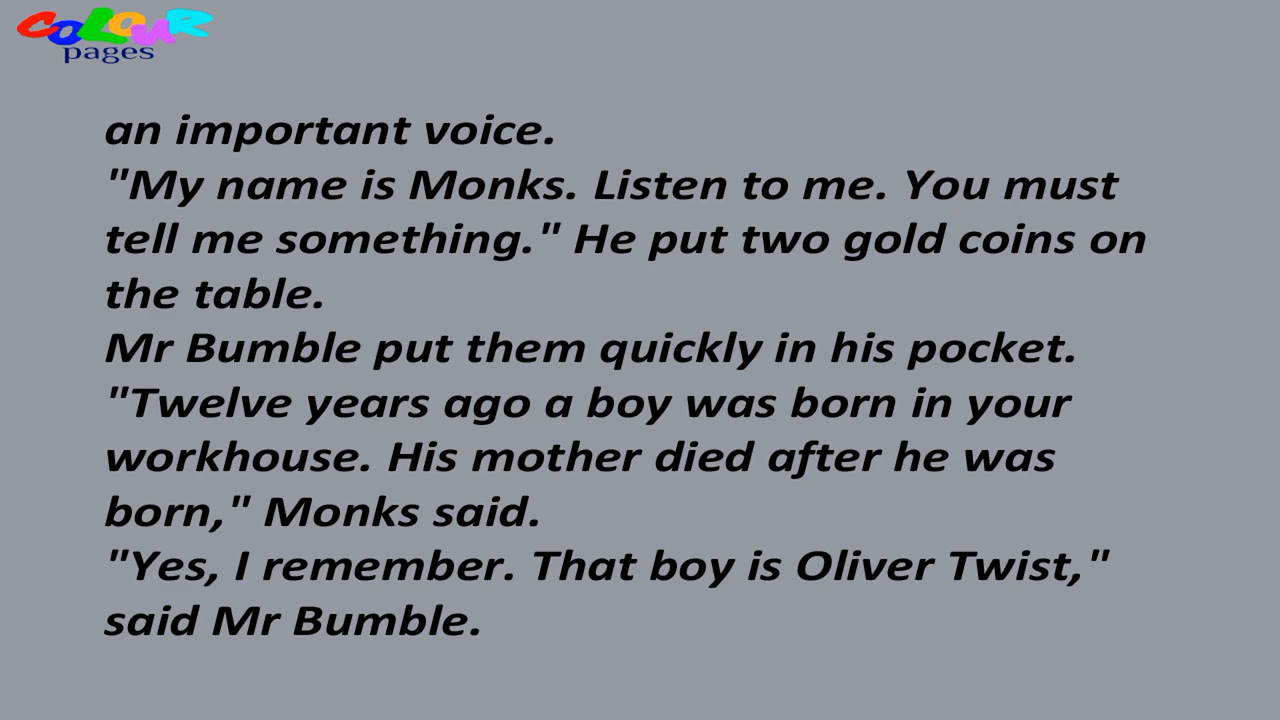 COLOUR
pages
an important voice.
"My name is Monks. Listen to me. You must
tell me something." He put two gold coins on
the table.
Mr Bumble put them quickly in his pocket.
"Twelve years ago a boy was born in your
workhouse. His mother died after he was
born," Monks said.
"Yes, I remember. That boy is Oliver Twist,"
said Mr Bumble.